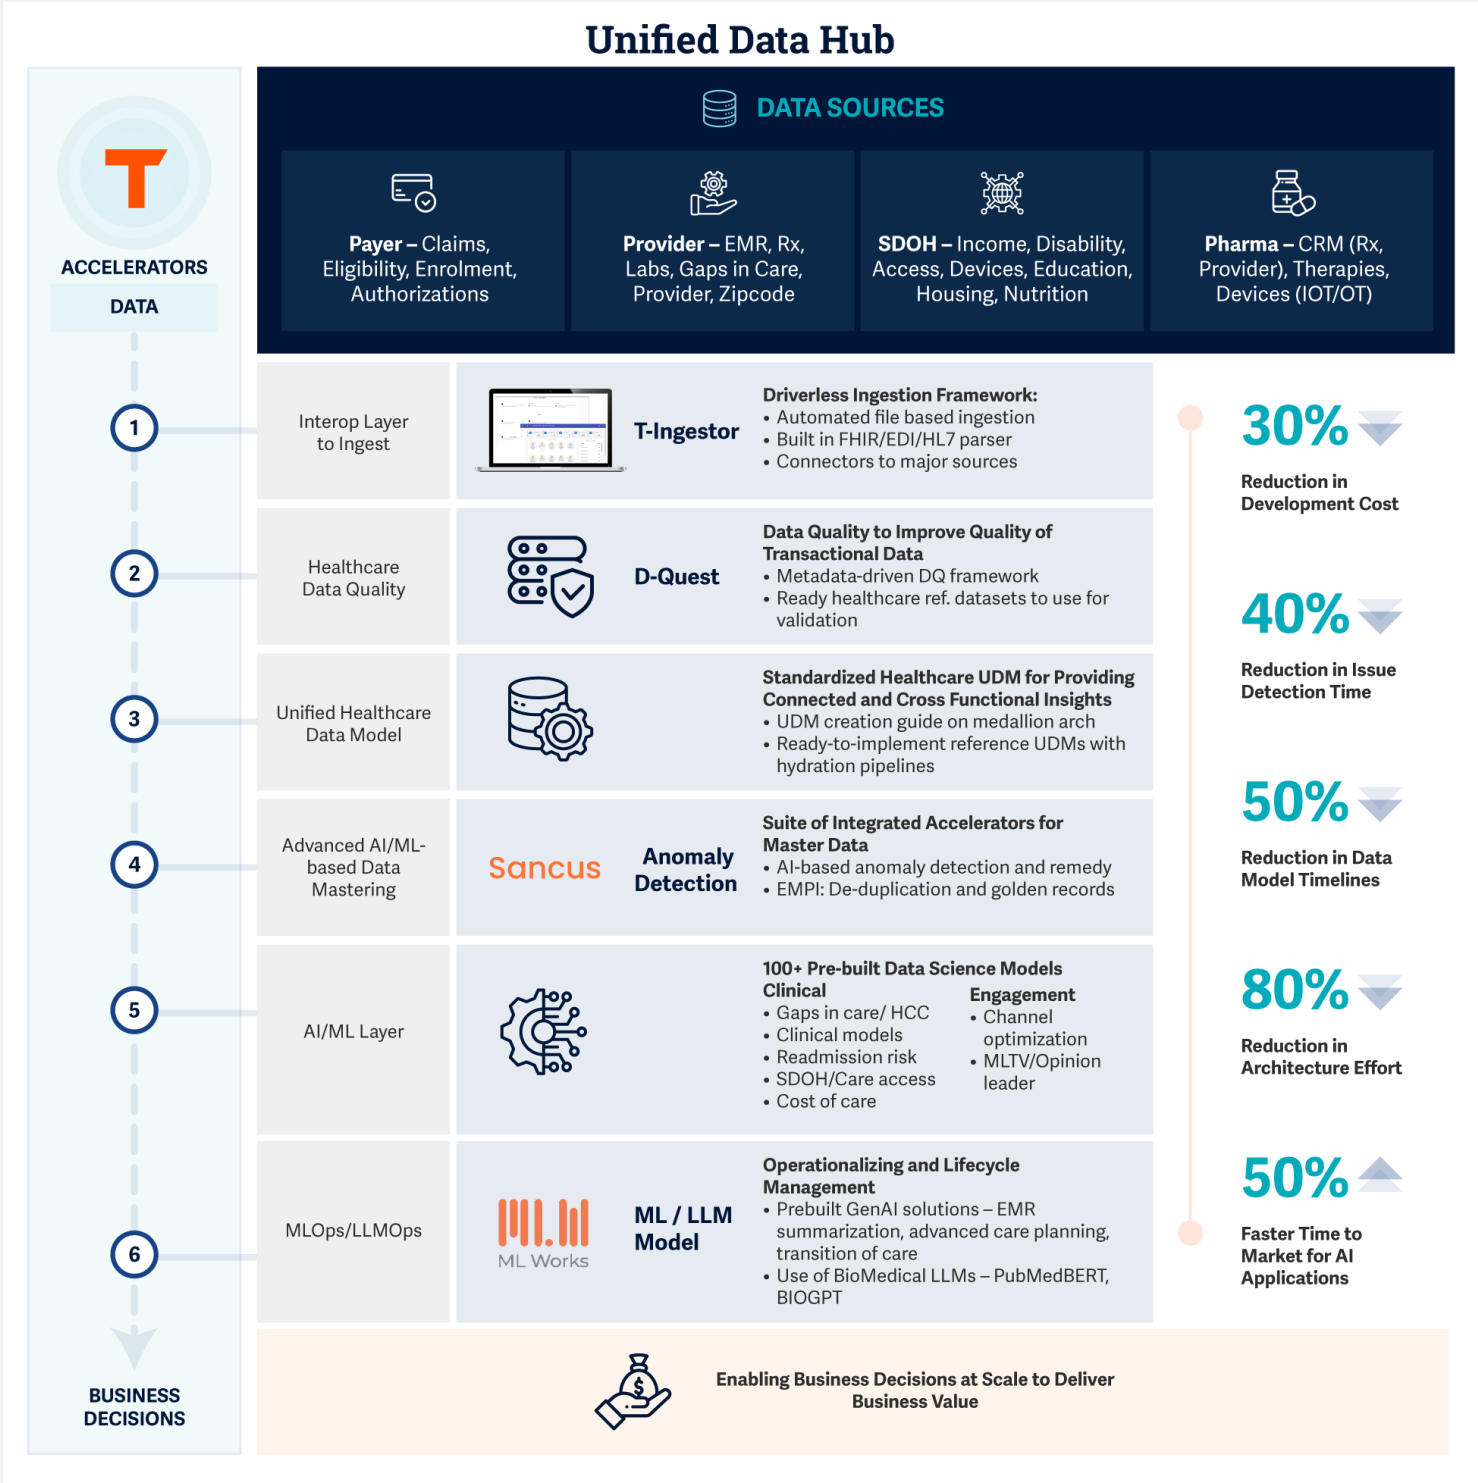 Unified Data Hub
T
ACCELERATORS
DATA
DATA SOURCES
Payer – Claims,
Eligibility, Enrolment,
Authorizations
Provider – EMR, Rx,
Labs, Gaps in Care,
Provider, Zipcode
SDOH – Income, Disability,
Access, Devices, Education,
Housing, Nutrition
Pharma – CRM (Rx,
Provider), Therapies,
Devices (IOT/OT)
1
Interop Layer
to Ingest
T-Ingestor
Driverless Ingestion Framework:
• Automated file based ingestion
• Built in FHIR/EDI/HL7 parser
• Connectors to major sources
2
Healthcare
Data Quality
D-Quest
Data Quality to Improve Quality of
Transactional Data
• Metadata-driven DQ framework
• Ready healthcare ref. datasets to use for
validation
3
Unified Healthcare
Data Model
Standardized Healthcare UDM for Providing
Connected and Cross Functional Insights
• UDM creation guide on medallion arch
• Ready-to-implement reference UDMs with
hydration pipelines
4
Advanced AI/ML-
based Data
Mastering
Sancus
Anomaly
Detection
Suite of Integrated Accelerators for
Master Data
• AI-based anomaly detection and remedy
• EMPI: De-duplication and golden records
5
AI/ML Layer
100+ Pre-built Data Science Models
Clinical
• Gaps in care/ HCC
• Clinical models
• Readmission risk
• SDOH/Care access
• Cost of care
Engagement
• Channel
optimization
• MLTV/Opinion
leader
6
MLOps/LLMOps
ML Works
ML / LLM
Model
Operationalizing and Lifecycle
Management
• Prebuilt GenAI solutions – EMR
summarization, advanced care planning,
transition of care
• Use of BioMedical LLMs – PubMedBERT,
BIOGPT
30%
Reduction in
Development Cost
40%
Reduction in Issue
Detection Time
50%
Reduction in Data
Model Timelines
80%
Reduction in
Architecture Effort
50%
Faster Time to
Market for AI
Applications
BUSINESS
DECISIONS
$
Enabling Business Decisions at Scale to Deliver
Business Value